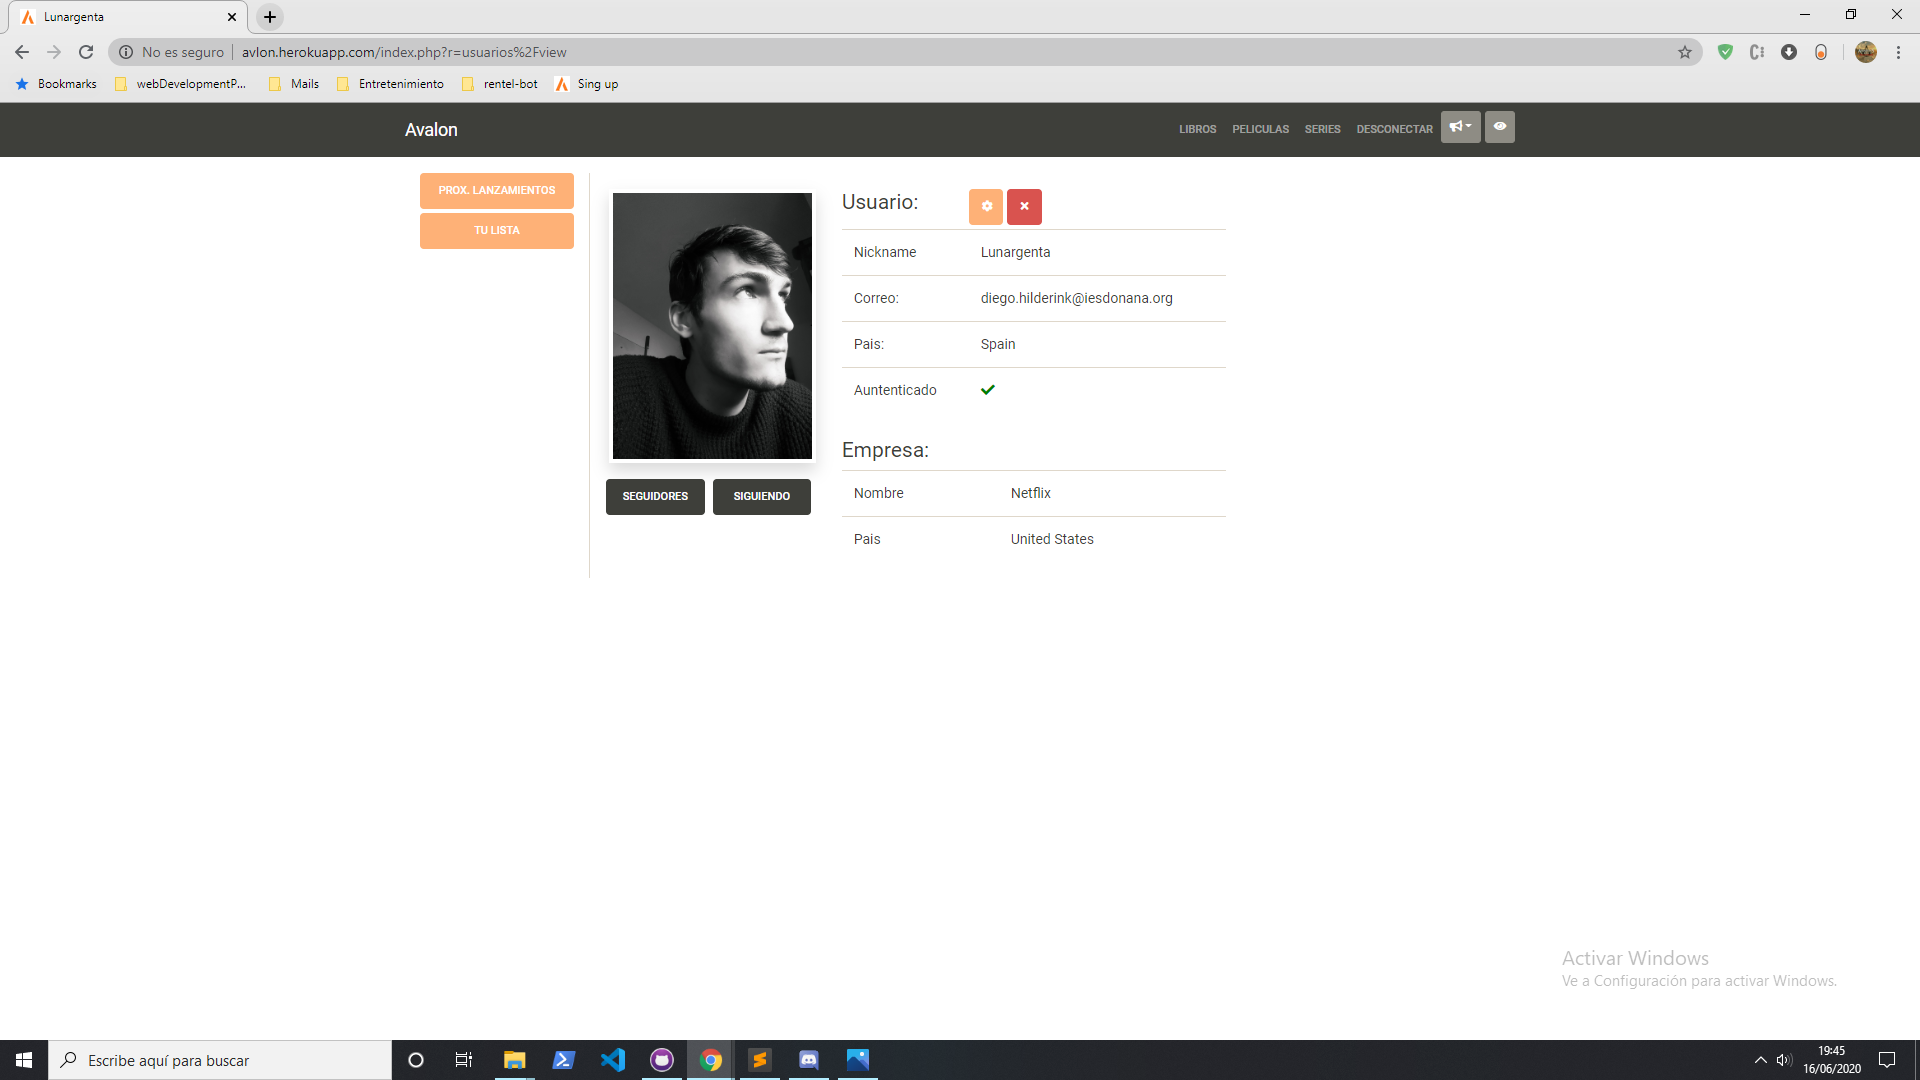 Lunargenta
No es seguro
avlon.herokuapp.com/index.php?r=usuarios%2Fview
Bookmarks
webDevelopmentP...
Mails
Entretenimiento
rentel-bot
Sing up
Avalon
LIBROS
PELICULAS
SERIES
DESCONECTAR
PROX. LANZAMIENTOS
TU LISTA
SEGUIDORES
SIGUIENDO
Usuario:
Nickname Lunargenta
Correo: diego.hilderink@iesdonana.org
Pais: Spain
Auntenticado
Empresa:
Nombre Netflix
Pais United States
Activar Windows
Ve a Configuración para activar Windows.
Escribe aquí para buscar
19:45
16/06/2020